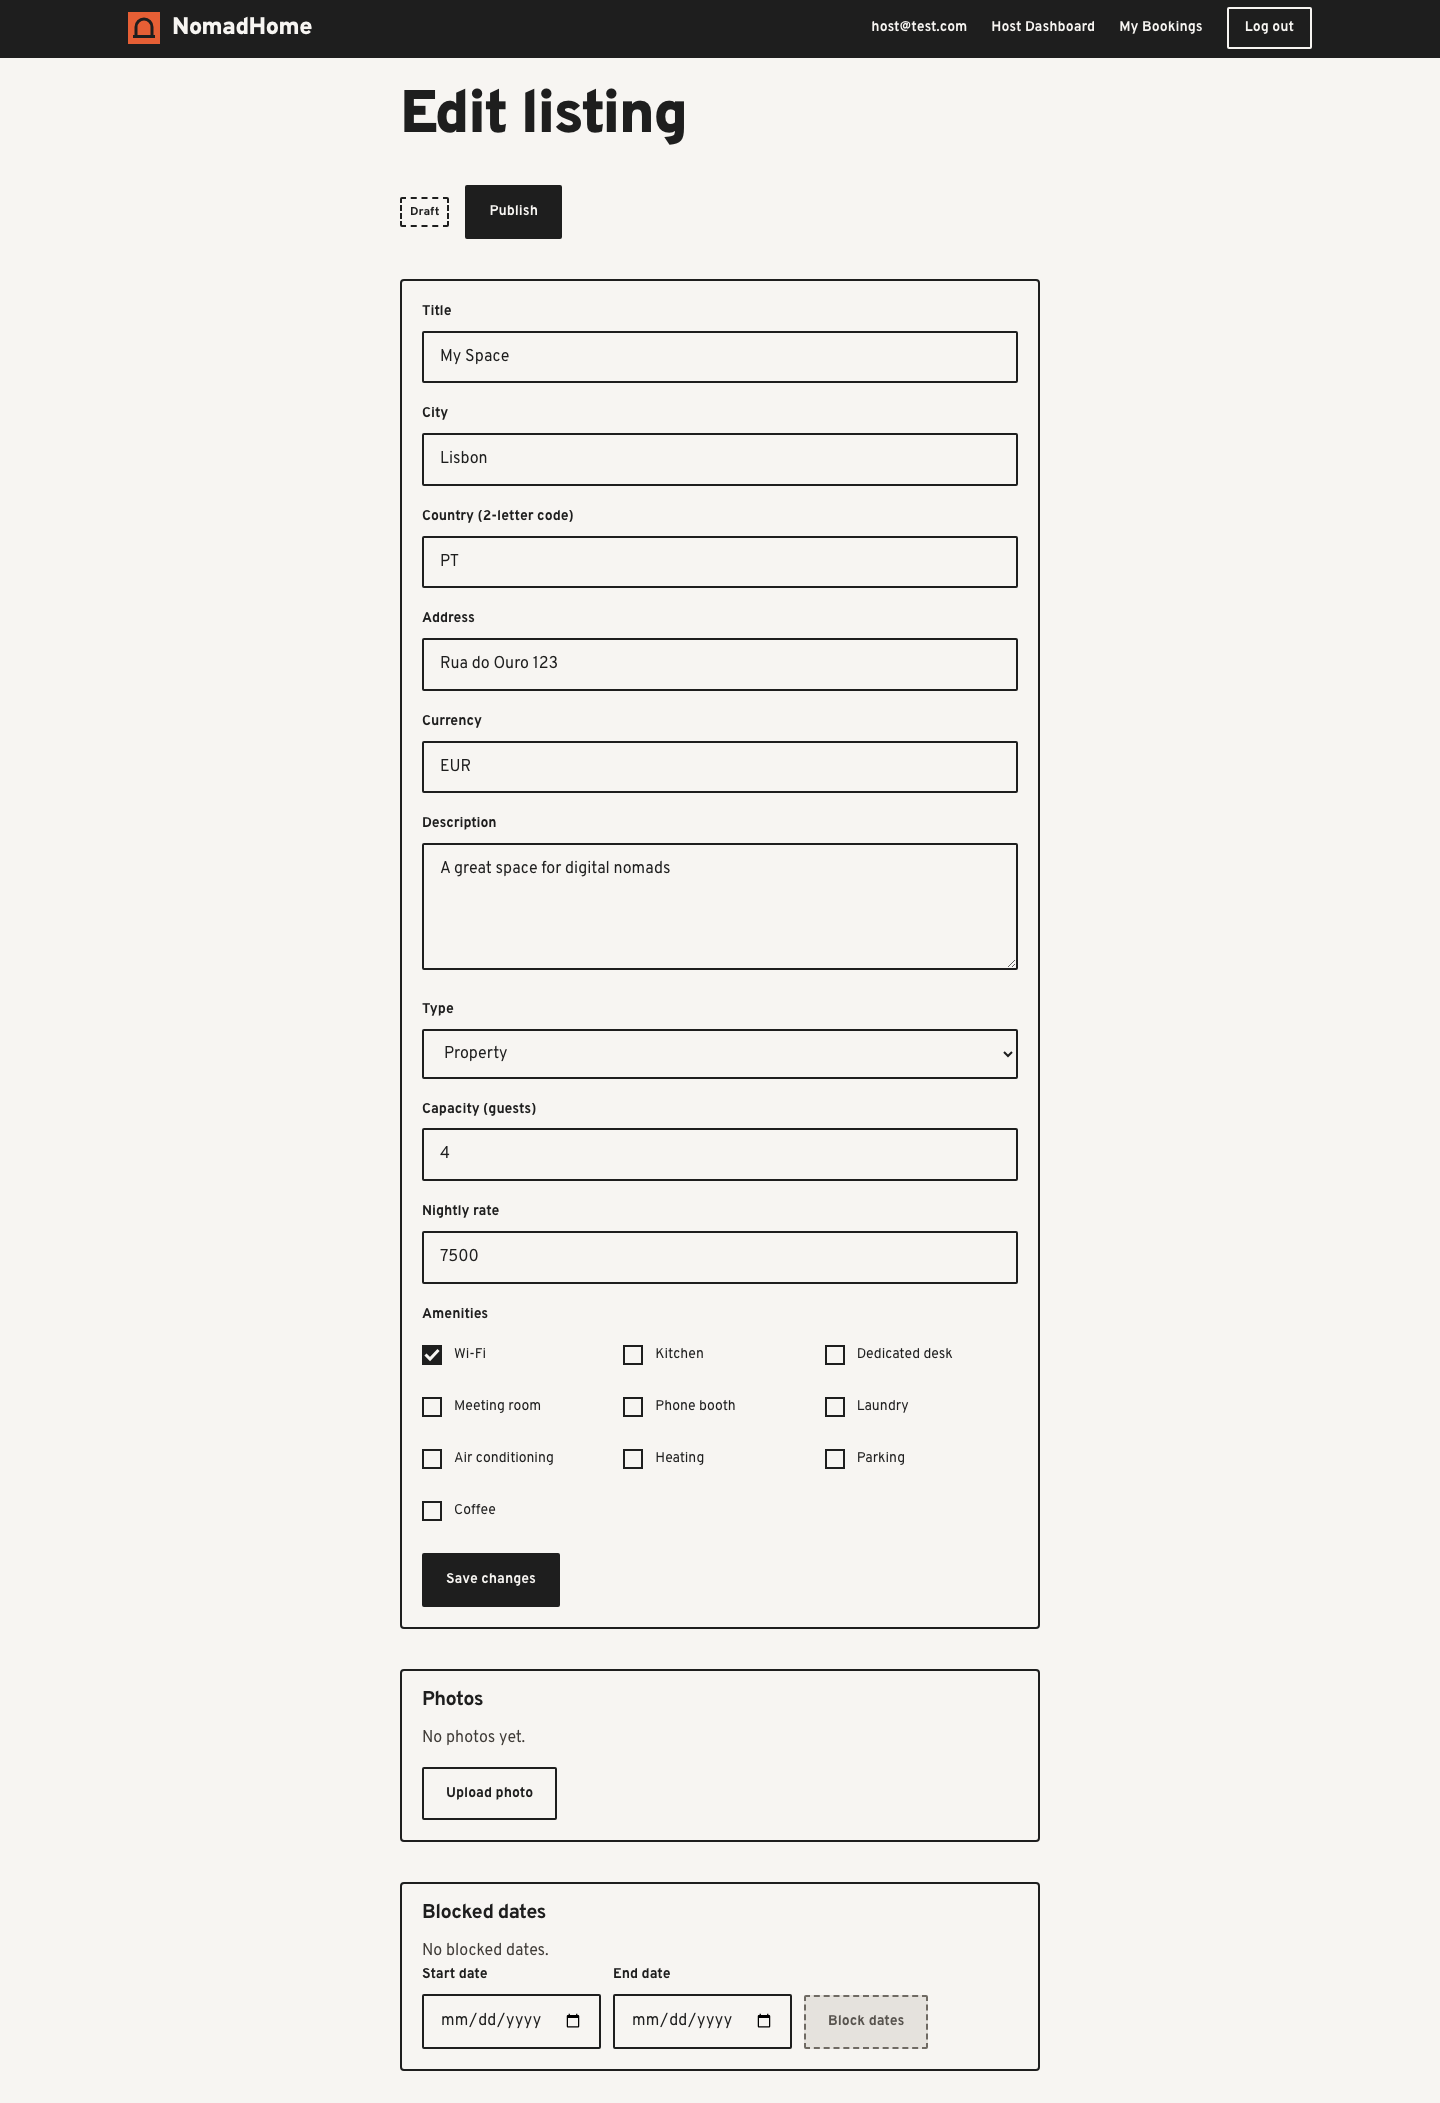 NomadHome
host@test.com Host Dashboard My Bookings Log out
Edit listing
Draft Publish
Title
My Space
City
Lisbon
Country (2-letter code)
PT
Address
Rua do Ouro 123
Currency
EUR
Description
A great space for digital nomads
Type
Property
Capacity (guests)
4
Nightly rate
7500
Amenities
Wi-Fi Kitchen Dedicated desk
Meeting room Phone booth Laundry
Air conditioning Heating Parking
Coffee
Save changes
Photos
No photos yet.
Upload photo
Blocked dates
No blocked dates.
Start date End date
mm/dd/yyyy mm/dd/yyyy Block dates